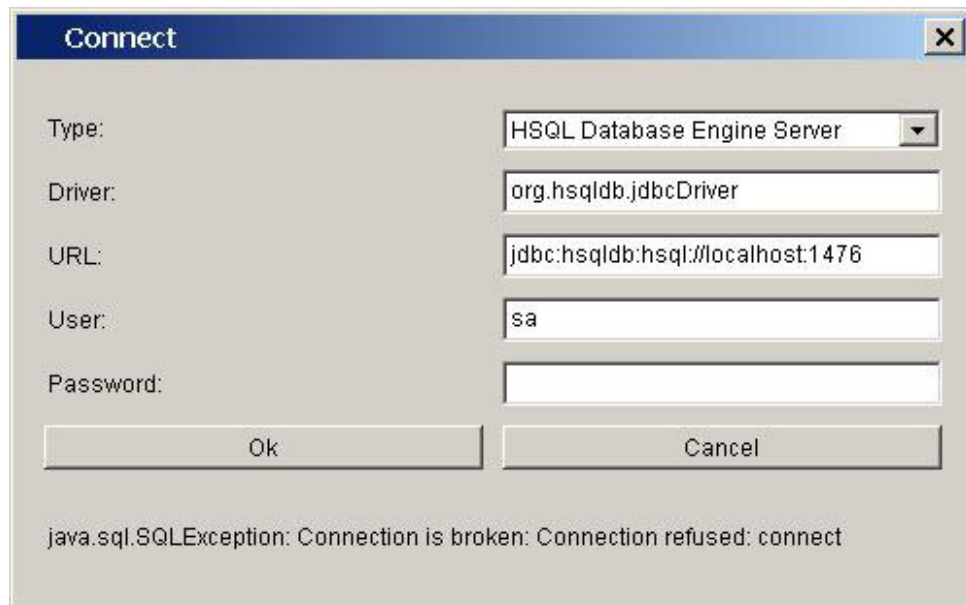 Connect
Type:
HSQL Database Engine Server
Driver:
org.hsqldb.jdbcDriver
URL:
jdbc:hsqldb:hsql://localhost:1476
User:
sa
Password:
Ok
Cancel
java.sql.SQLException: Connection is broken: Connection refused: connect